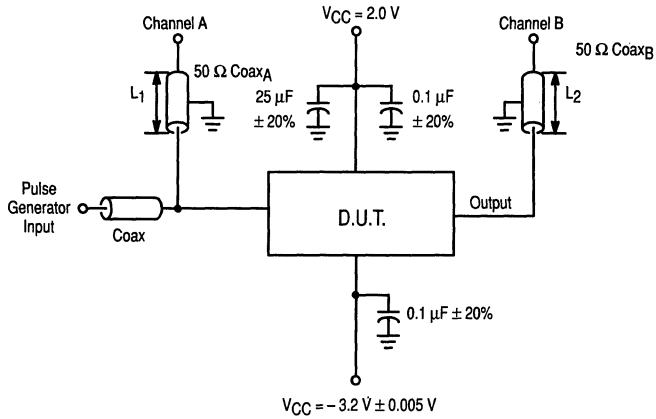 Channel A
V_CC = 2.0 V
Channel B
50 Ω Coax_A
50 Ω Coax_B
L_1
25 µF
± 20%
0.1 µF
± 20%
L_2
Pulse
Generator
Input
Coax
D.U.T.
Output
0.1 µF ± 20%
V_CC = – 3.2 V ± 0.005 V